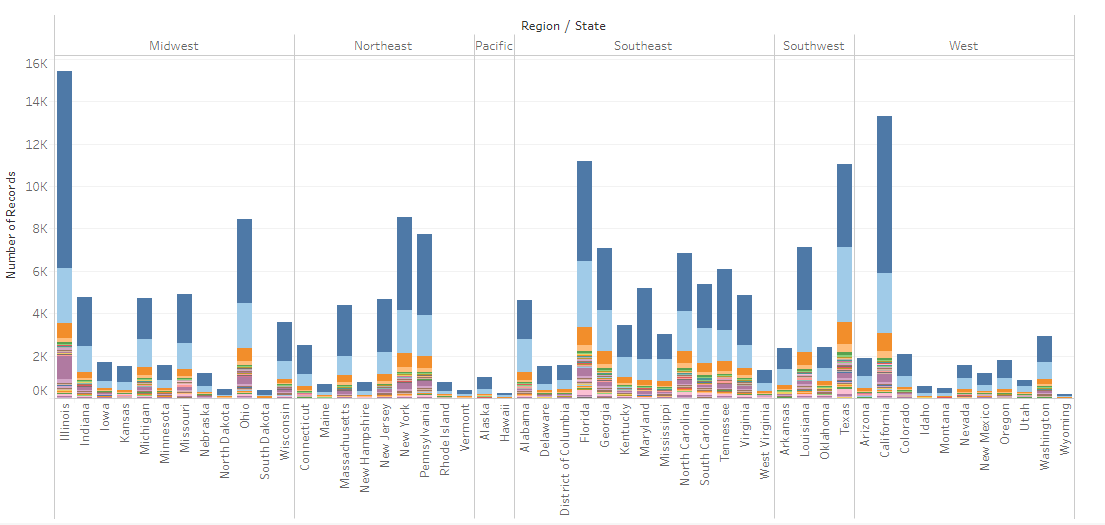 Region / State
Midwest Northeast Pacific Southeast Southwest West
16K
14K
12K
10K
8K
6K
4K
2K
0K
Number of Records
Illinois
Indiana
Iowa
Kansas
Michigan
Minnesota
Missouri
Nebraska
North Dakota
Ohio
South Dakota
Wisconsin
Connecticut
Maine
Massachusetts
New Hampshire
New Jersey
New York
Pennsylvania
Rhode Island
Vermont
Alaska
Hawaii
Alabama
Delaware
District of Columbia
Florida
Georgia
Kentucky
Maryland
Mississippi
North Carolina
South Carolina
Tennessee
Virginia
West Virginia
Arkansas
Louisiana
Oklahoma
Texas
Arizona
California
Colorado
Idaho
Montana
Nevada
New Mexico
Oregon
Utah
Washington
Wyoming